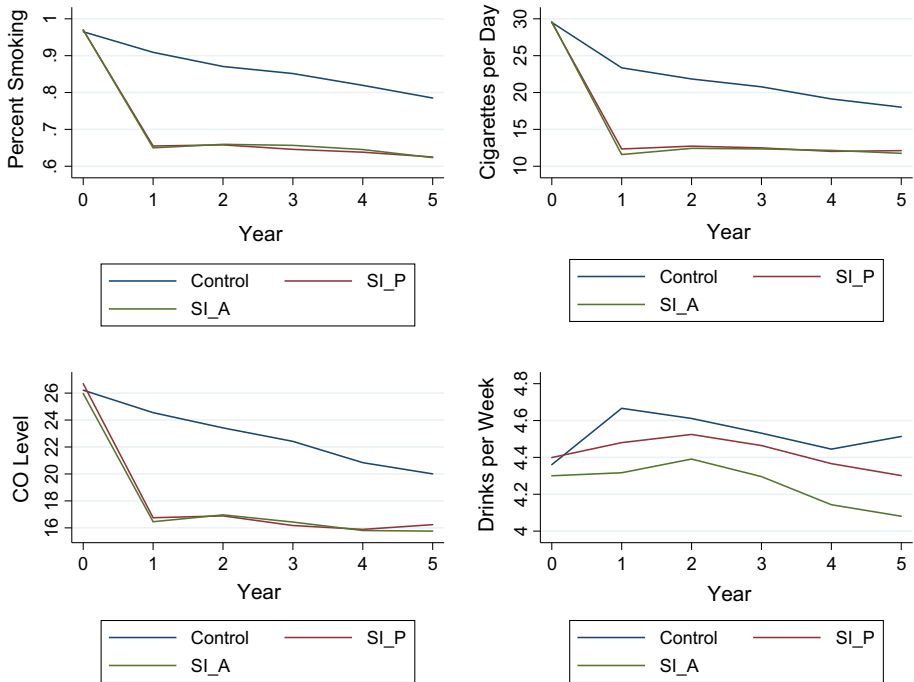 Percent Smoking
1
.9
.8
.7
.6
0 1 2 3 4 5
Year
Control SI_P
SI_A
Cigarettes per Day
30
25
20
15
10
0 1 2 3 4 5
Year
Control SI_P
SI_A
CO Level
26
24
22
20
18
16
0 1 2 3 4 5
Year
Control SI_P
SI_A
Drinks per Week
4.8
4.6
4.4
4.2
4
0 1 2 3 4 5
Year
Control SI_P
SI_A